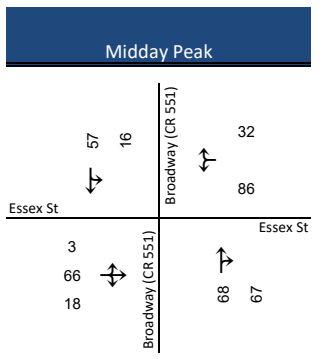 Midday Peak
57
16
Broadway (CR 551)
32
86
Essex St
Essex St
3
66
18
Broadway (CR 551)
68
67